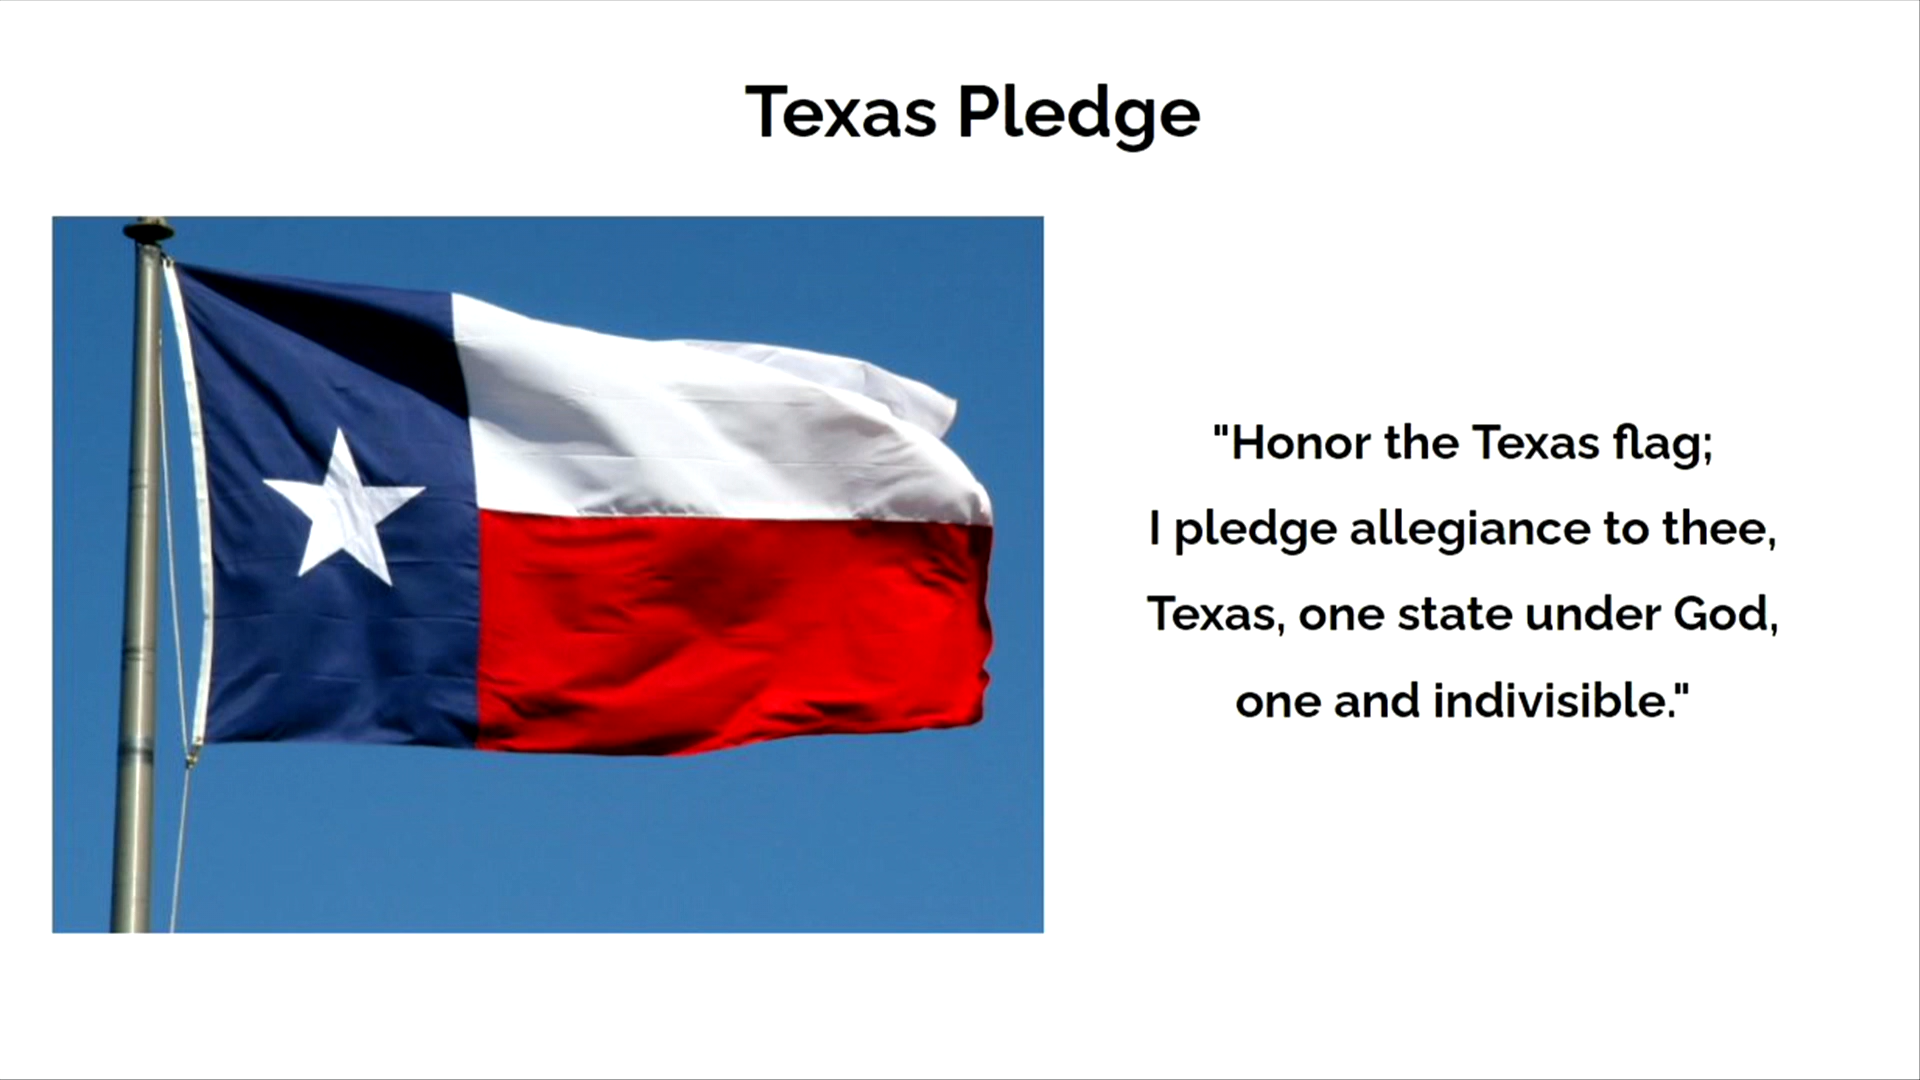 Texas Pledge
"Honor the Texas flag;
I pledge allegiance to thee,
Texas, one state under God,
one and indivisible."